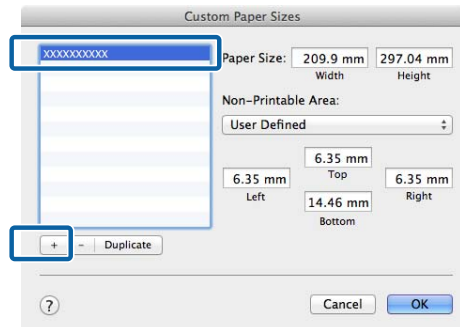 Custom Paper Sizes
XXXXXXXXXX
Paper Size: 209.9 mm 297.04 mm
Width Height
Non-Printable Area:
User Defined
6.35 mm
Top
6.35 mm 6.35 mm
Left Right
14.46 mm
Bottom
+ - Duplicate
? Cancel OK